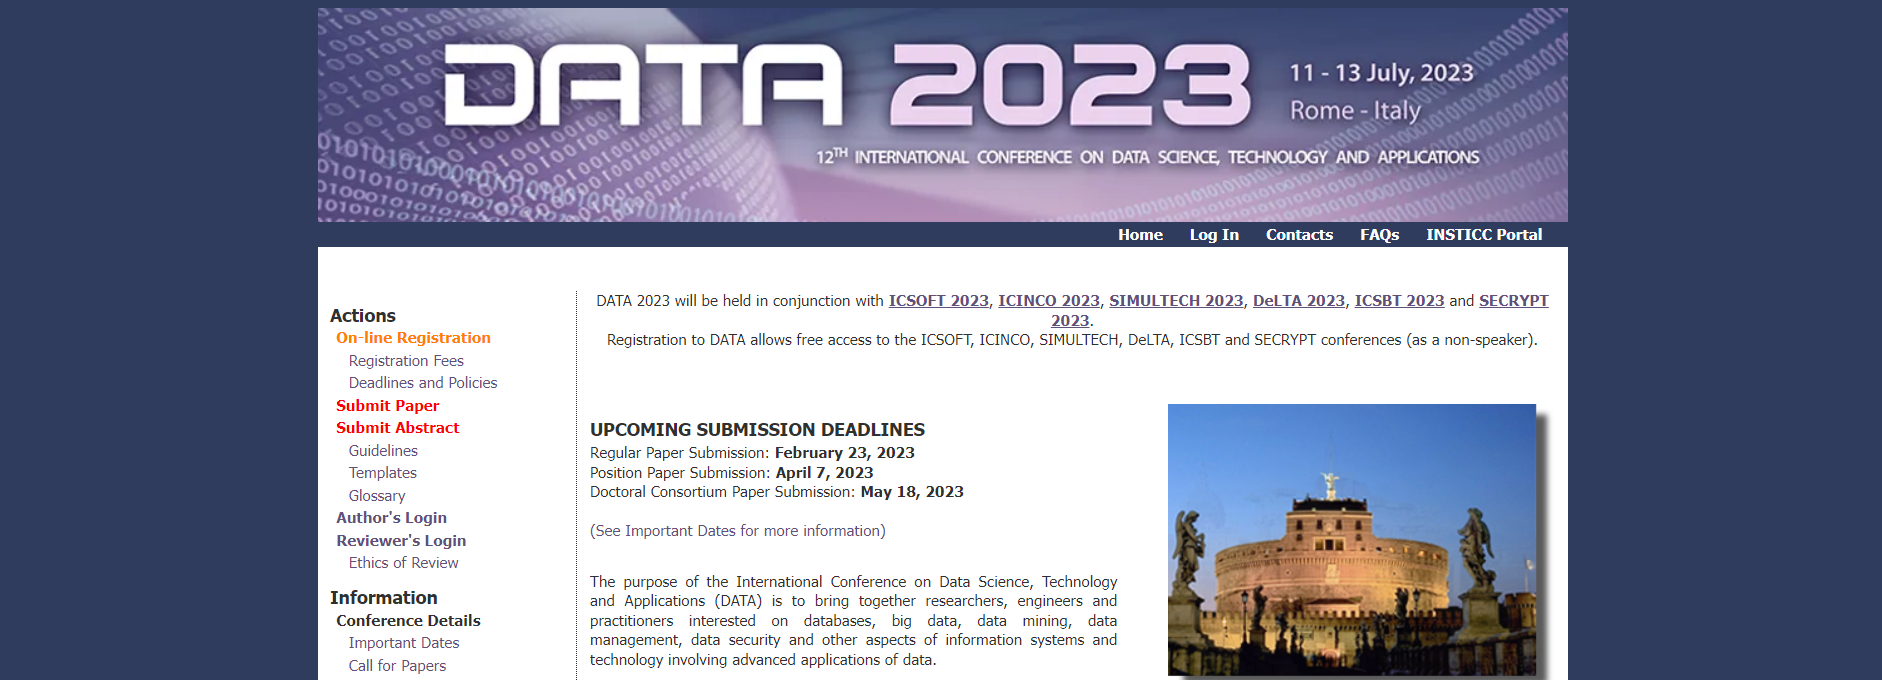 DATA 2023
11 - 13 July, 2023
Rome - Italy
12TH INTERNATIONAL CONFERENCE ON DATA SCIENCE, TECHNOLOGY AND APPLICATIONS
Home Log In Contacts FAQs INSTICC Portal
Actions
On-line Registration
Registration Fees
Deadlines and Policies
Submit Paper
Submit Abstract
Guidelines
Templates
Glossary
Author's Login
Reviewer's Login
Ethics of Review
Information
Conference Details
Important Dates
Call for Papers
DATA 2023 will be held in conjunction with ICSOFT 2023, ICINCO 2023, SIMULTECH 2023, DeLTA 2023, ICSBT 2023 and SECRYPT
2023.
Registration to DATA allows free access to the ICSOFT, ICINCO, SIMULTECH, DeLTA, ICSBT and SECRYPT conferences (as a non-speaker).
UPCOMING SUBMISSION DEADLINES
Regular Paper Submission: February 23, 2023
Position Paper Submission: April 7, 2023
Doctoral Consortium Paper Submission: May 18, 2023
(See Important Dates for more information)
The purpose of the International Conference on Data Science, Technology
and Applications (DATA) is to bring together researchers, engineers and
practitioners interested on databases, big data, data mining, data
management, data security and other aspects of information systems and
technology involving advanced applications of data.